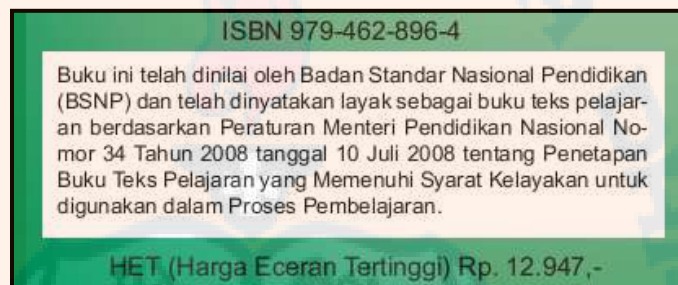 ISBN 979-462-896-4
Buku ini telah dinilai oleh Badan Standar Nasional Pendidikan
(BSNP) dan telah dinyatakan layak sebagai buku teks pelajar-
an berdasarkan Peraturan Menteri Pendidikan Nasional No-
mor 34 Tahun 2008 tanggal 10 Juli 2008 tentang Penetapan
Buku Teks Pelajaran yang Memenuhi Syarat Kelayakan untuk
digunakan dalam Proses Pembelajaran.
HET (Harga Eceran Tertinggi) Rp. 12.947,-